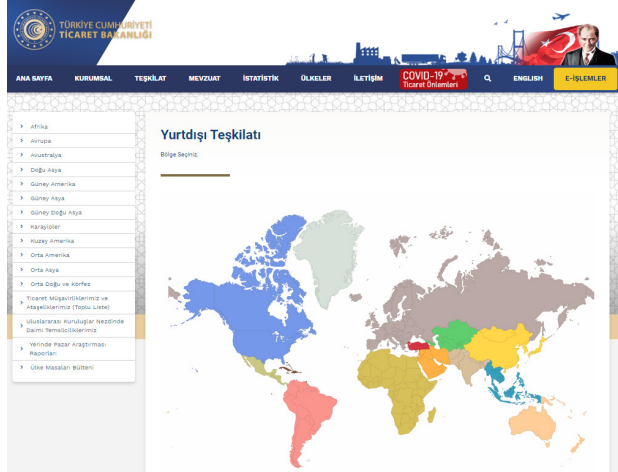 TÜRKİYE CUMHURİYETİ
TİCARET BAKANLIĞI
ANA SAYFA
KURUMSAL
TEŞKİLAT
MEVZUAT
İSTATİSTİK
ÜLKELER
İLETİŞİM
COVID-19
Ticaret Önlemleri
ENGLISH
E-İŞLEMLER
Afrika
Avrupa
Avustralya
Doğu Asya
Güney Amerika
Güney Asya
Güney Doğu Asya
Karayipler
Kuzey Amerika
Orta Amerika
Orta Asya
Orta Doğu ve Körfez
Ticaret Müşavirliklerimiz ve
Ataşeliklerimiz (Toplu Liste)
Uluslararası Kuruluşlar Nezdinde
Daimi Temsilciliklerimiz
Yerinde Pazar Araştırması
Raporları
Ülke Masaları Bülteni
Yurtdışı Teşkilatı
Bölge Seçiniz.